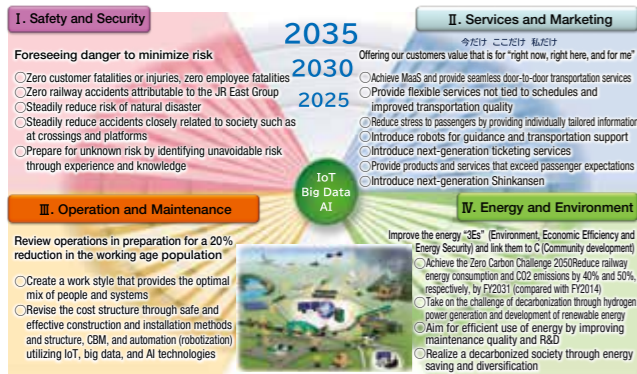 I. Safety and Security
Foreseeing danger to minimize risk
○Zero customer fatalities or injuries, zero employee fatalities
○Zero railway accidents attributable to the JR East Group
○Steadily reduce risk of natural disaster
○Steadily reduce accidents closely related to society such as
at crossings and platforms
○Prepare for unknown risk by identifying unavoidable risk
through experience and knowledge
2035
2030
2025
II. Services and Marketing
今だけ ここだけ 私だけ
Offering our customers value that is for "right now, right here, and for me"
○Achieve MaaS and provide seamless door-to-door transportation services
○Provide flexible services not tied to schedules and
improved transportation quality
○Reduce stress to passengers by providing individually tailored information
○Introduce robots for guidance and transportation support
○Introduce next-generation ticketing services
○Provide products and services that exceed passenger expectations
○Introduce next-generation Shinkansen
IoT
Big Data
AI
III. Operation and Maintenance
Review operations in preparation for a 20%
reduction in the working age population
○Create a work style that provides the optimal
mix of people and systems
○Revise the cost structure through safe and
effective construction and installation methods
and structure, CBM, and automation (robotization)
utilizing IoT, big data, and AI technologies
IV. Energy and Environment
Improve the energy "3Es" (Environment, Economic Efficiency and
Energy Security) and link them to C (Community development)
○Achieve the Zero Carbon Challenge 2050Reduce railway
energy consumption and CO2 emissions by 40% and 50%,
respectively, by FY2031 (compared with FY2014)
○Take on the challenge of decarbonization through hydrogen
power generation and development of renewable energy
○Aim for efficient use of energy by improving
maintenance quality and R&D
○Realize a decarbonized society through energy
saving and diversification